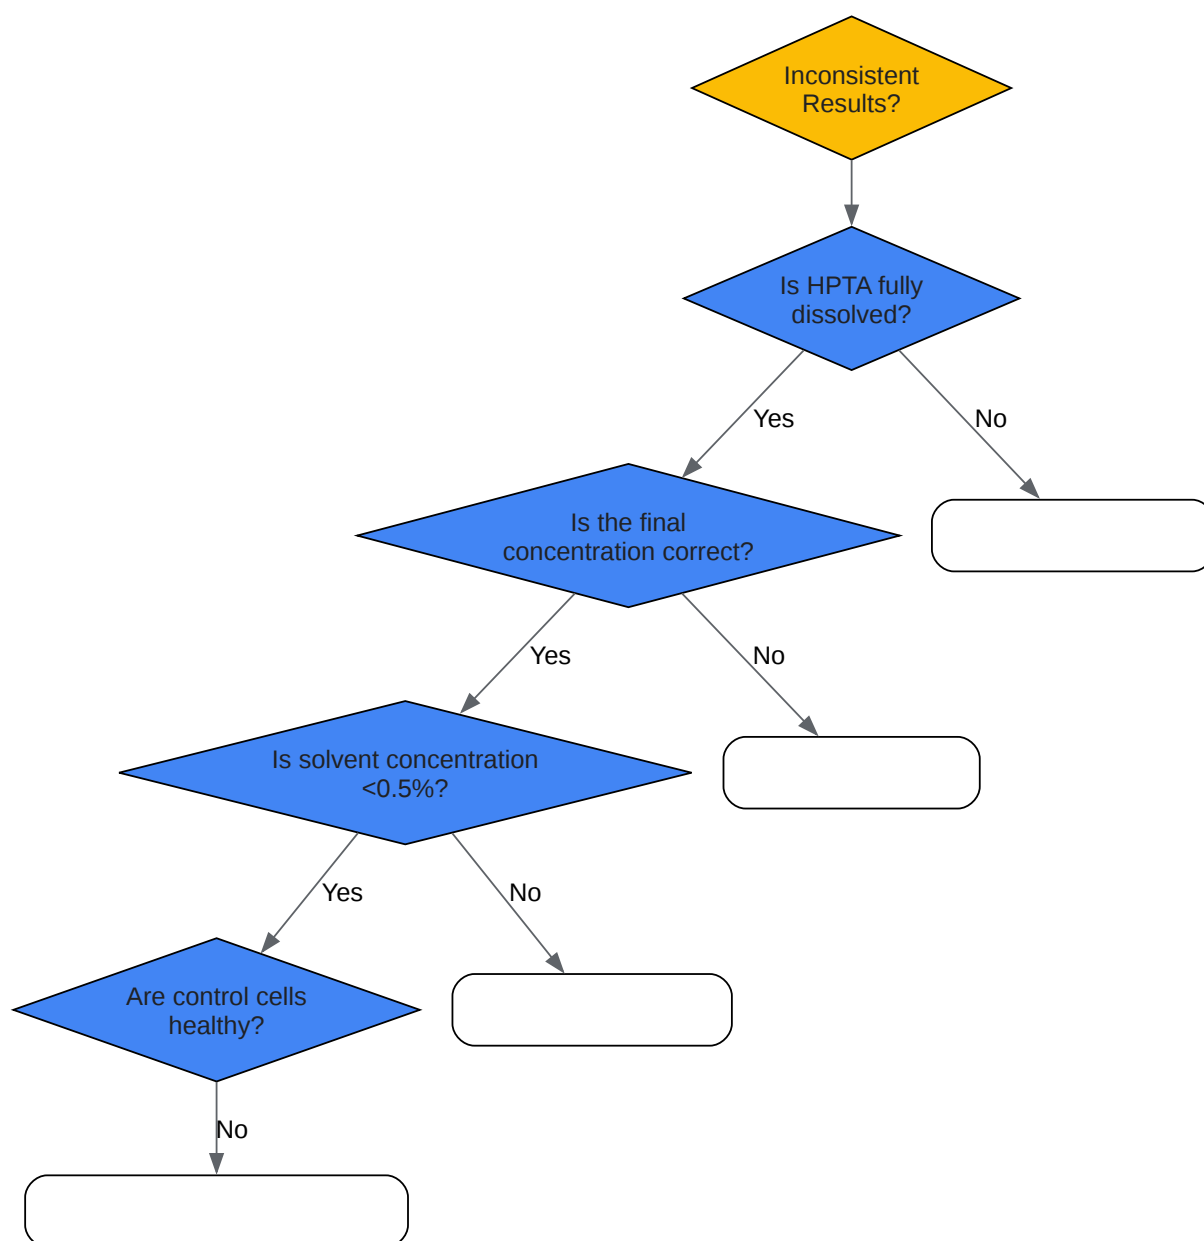 Inconsistent
Results?
Is HPTA fully
dissolved?
Yes
No
Is the final
concentration correct?
Yes
No
Is solvent concentration
<0.5%?
Yes
No
Are control cells
healthy?
No